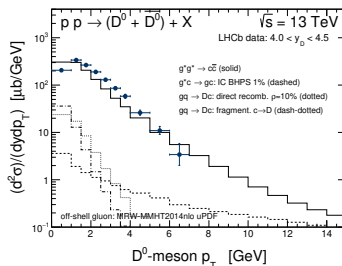 p p → (D⁰ + D̅⁰) + X √s = 13 TeV
LHCb data: 4.0 < y_D < 4.5
g*g* → cc̅ (solid)
g*c → gc: IC BHPS 1% (dashed)
gq → Dc: direct recomb. ρ=10% (dotted)
gq → Dc: fragment. c→D (dash-dotted)
(d²σ)/(dydp_T) [μb/GeV]
10³
10²
10
1
10⁻¹
off-shell gluon: MRW-MMHT2014nlo uPDF
0 2 4 6 8 10 12 14
D⁰-meson p_T [GeV]